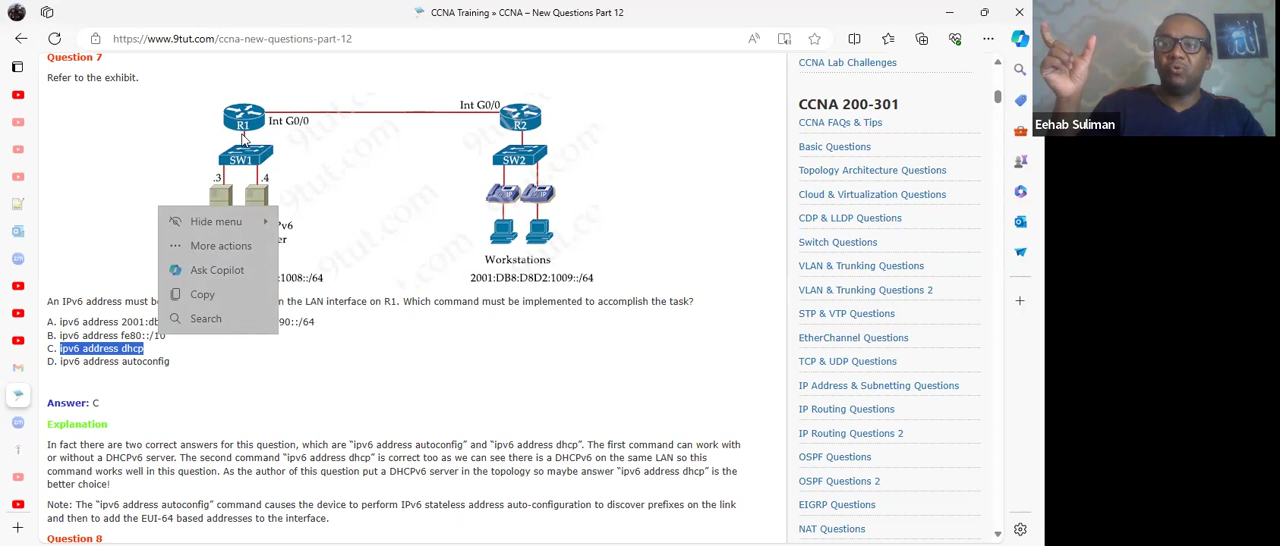 CCNA Training » CCNA – New Questions Part 12
https://www.9tut.com/ccna-new-questions-part-12
Question 7
Refer to the exhibit.
R1
Int G0/0
Int G0/0
R2
SW1
SW2
.3
.4
IP
IP
9tut.com
Pv6
er
Workstations
:1008::/64
2001:DB8:D8D2:1009::/64
Hide menu
More actions
Ask Copilot
Copy
Search
An IPv6 address must be
n the LAN interface on R1. Which command must be implemented to accomplish the task?
A. ipv6 address 2001:db
90::/64
B. ipv6 address fe80::/10
C. ipv6 address dhcp
D. ipv6 address autoconfig
Answer: C
Explanation
In fact there are two correct answers for this question, which are “ipv6 address autoconfig” and “ipv6 address dhcp”. The first command can work with
or without a DHCPv6 server. The second command “ipv6 address dhcp” is correct too as we can see there is a DHCPv6 on the same LAN so this
command works well in this question. As the author of this question put a DHCPv6 server in the topology so maybe answer “ipv6 address dhcp” is the
better choice!
Note: The “ipv6 address autoconfig” command causes the device to perform IPv6 stateless address auto-configuration to discover prefixes on the link
and then to add the EUI-64 based addresses to the interface.
Question 8
CCNA Lab Challenges
CCNA 200-301
CCNA FAQs & Tips
Basic Questions
Topology Architecture Questions
Cloud & Virtualization Questions
CDP & LLDP Questions
Switch Questions
VLAN & Trunking Questions
VLAN & Trunking Questions 2
STP & VTP Questions
EtherChannel Questions
TCP & UDP Questions
IP Address & Subnetting Questions
IP Routing Questions
IP Routing Questions 2
OSPF Questions
OSPF Questions 2
EIGRP Questions
NAT Questions
Eehab Suliman